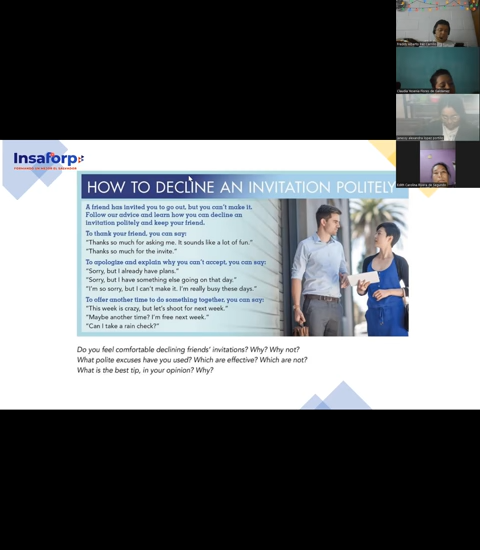 Insaforp
HOW TO DECLINE AN INVITATION POLITELY
A friend has invited you to go out, but you can't make it.
Follow our advice and learn how you can decline an
invitation politely and keep your friend.
To thank your friend, you can say:
"Thanks so much for asking me. It sounds like a lot of fun."
"Thanks so much for the invite."
To apologize and explain why you can't accept, you can say:
"Sorry, but I already have plans."
"Sorry, but I have something else going on that day."
"I'm so sorry, but I can't make it. I'm really busy these days."
To offer another time to do something together, you can say:
"This week is crazy, but let's shoot for next week."
"Maybe another time? I'm free next week."
"Can I take a rain check?"
Do you feel comfortable declining friends' invitations? Why? Why not?
What polite excuses have you used? Which are effective? Which are not?
What is the best tip, in your opinion? Why?